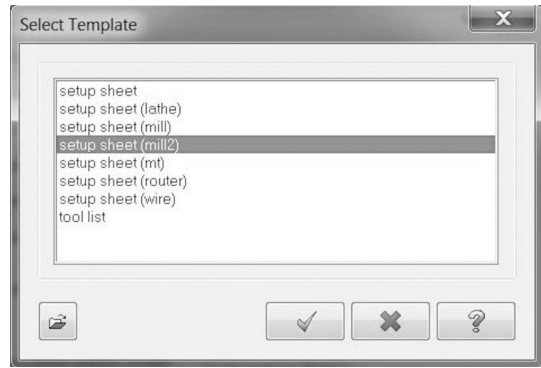 Select Template
setup sheet
setup sheet (lathe)
setup sheet (mill)
setup sheet (mill2)
setup sheet (mt)
setup sheet (router)
setup sheet (wire)
tool list